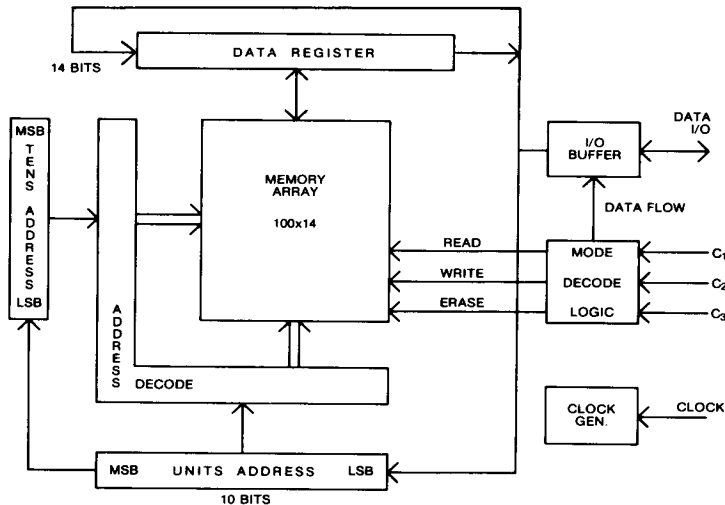 DATA REGISTER
14 BITS
MSB
TENS ADDRESS
LSB
MEMORY
ARRAY
100x14
I/O
BUFFER
DATA
I/O
DATA FLOW
READ
WRITE
ERASE
MODE
DECODE
LOGIC
C1
C2
C3
ADDRESS
DECODE
CLOCK
GEN.
CLOCK
MSB UNITS ADDRESS LSB
10 BITS